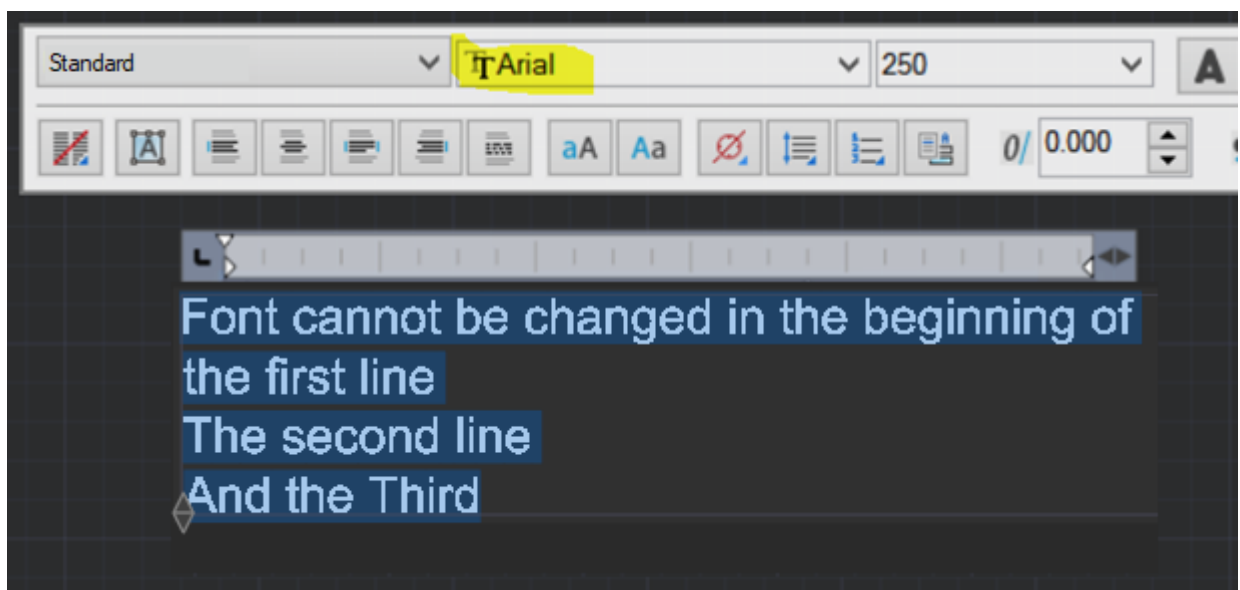 Standard Arial 250 A
A aA Aa 0/ 0.000
Font cannot be changed in the beginning of
the first line
The second line
And the Third